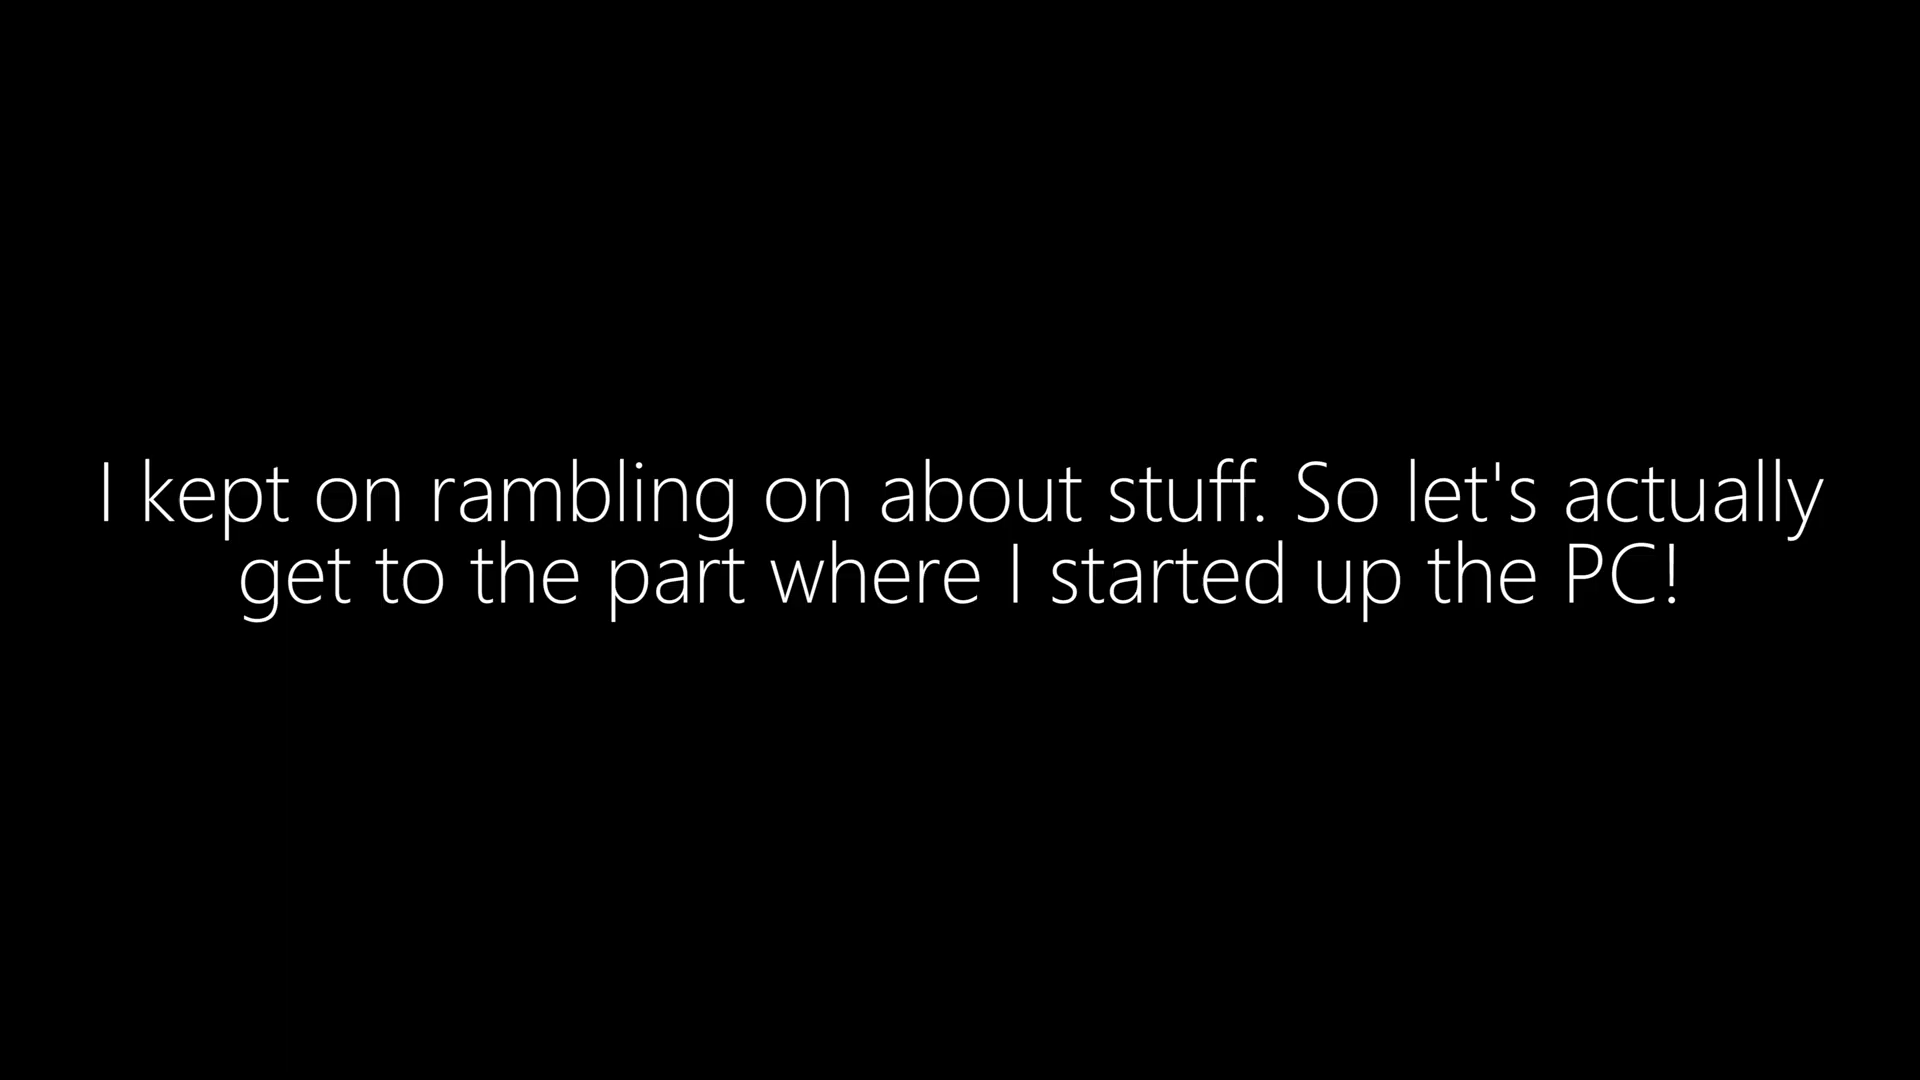 I kept on rambling on about stuff. So let's actually
get to the part where I started up the PC!